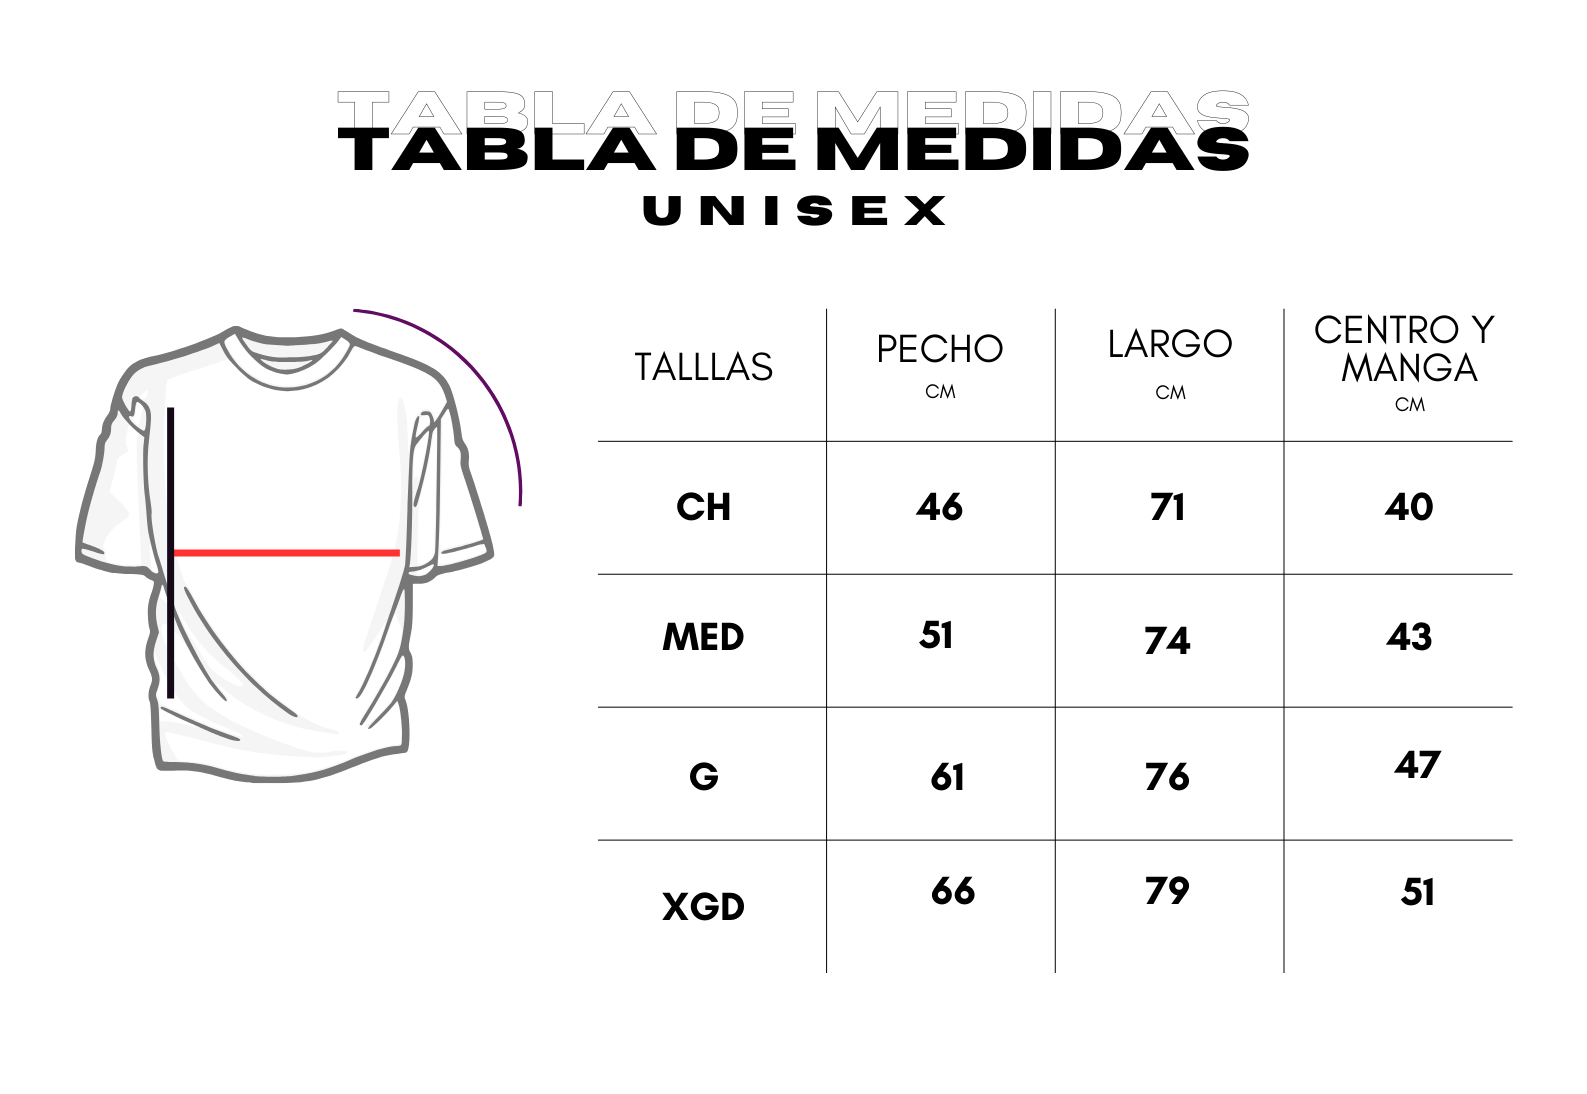 TABLA DE MEDIDAS
TABLA DE MEDIDAS
UNISEX
TALLLAS
PECHO
CM
LARGO
CM
CENTRO Y
MANGA
CM
CH 46 71 40
MED 51 74 43
G 61 76 47
XGD 66 79 51